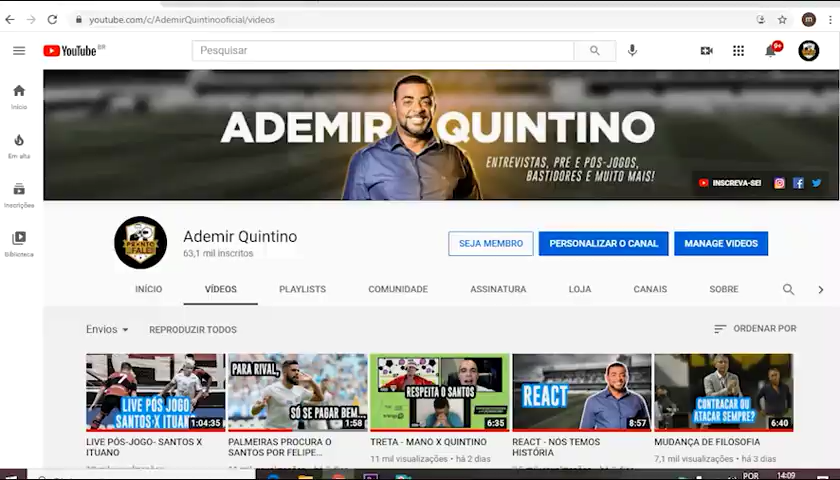 youtube.com/c/AdemirQuintinooficial/videos
m
YouTube BR
Pesquisar
9+
Início
Em alta
Inscrições
Biblioteca
ADEMIR QUINTINO
ENTREVISTAS, PRE E PÓS-JOGOS,
BASTIDORES E MUITO MAIS!
INSCREVA-SE!
PRONTO
FALEI
Ademir Quintino
63,1 mil inscritos
SEJA MEMBRO
PERSONALIZAR O CANAL
MANAGE VIDEOS
INÍCIO
VÍDEOS
PLAYLISTS
COMUNIDADE
ASSINATURA
LOJA
CANAIS
SOBRE
Envios
REPRODUZIR TODOS
ORDENAR POR
LIVE PÓS JOGO
SANTOS X ITUANO
1:04:35
LIVE PÓS-JOGO- SANTOS X
ITUANO
PARA RIVAL,
SÓ SE PAGAR BEM...
1:58
PALMEIRAS PROCURA O
SANTOS POR FELIPE...
RESPEITA O SANTOS
6:35
TRETA - MANO X QUINTINO
11 mil visualizações • há 2 dias
REACT
8:57
REACT - NOS TEMOS
HISTÓRIA
CONTRACAR OU
ATACAR SEMPRE?
6:40
MUDANÇA DE FILOSOFIA
7,1 mil visualizações • há 3 dias
POR
14:09